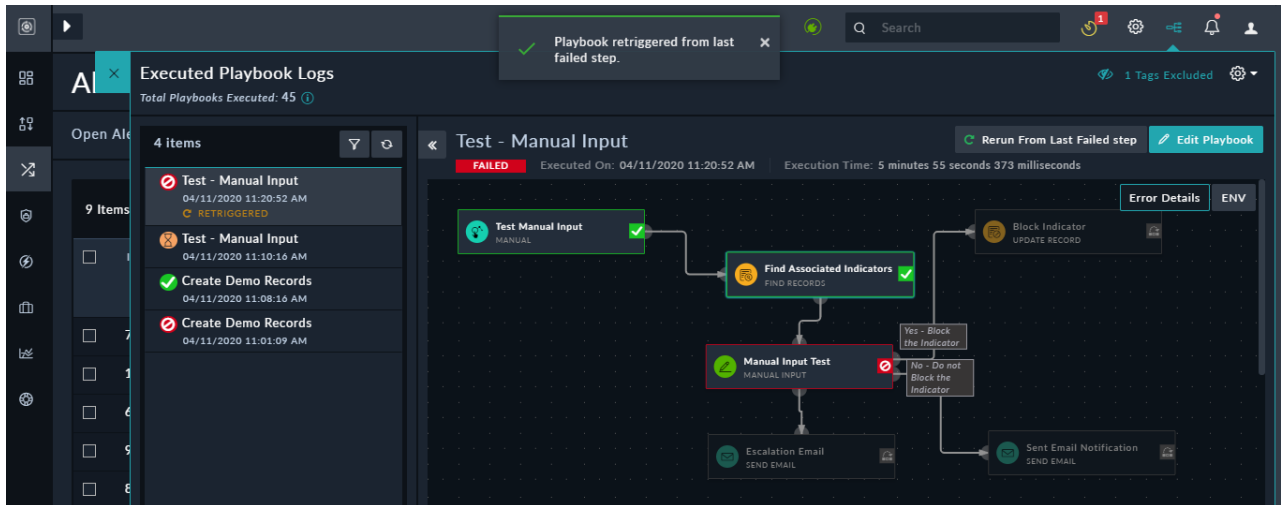 Playbook retriggered from last
failed step.
Search
1
Al
Executed Playbook Logs
Total Playbooks Executed: 45
1 Tags Excluded
Open Ale
4 items
Test - Manual Input
Rerun From Last Failed step
Edit Playbook
FAILED
Executed On: 04/11/2020 11:20:52 AM
Execution Time: 5 minutes 55 seconds 373 milliseconds
9 Items
Test - Manual Input
04/11/2020 11:20:52 AM
RETRIGGERED
Test - Manual Input
04/11/2020 11:10:16 AM
Create Demo Records
04/11/2020 11:08:16 AM
Create Demo Records
04/11/2020 11:01:09 AM
7
1
6
9
8
Error Details
ENV
Test Manual Input
MANUAL
Block Indicator
UPDATE RECORD
Find Associated Indicators
FIND RECORDS
Yes - Block
the Indicator
Manual Input Test
MANUAL INPUT
No - Do not
Block the
Indicator
Escalation Email
SEND EMAIL
Sent Email Notification
SEND EMAIL